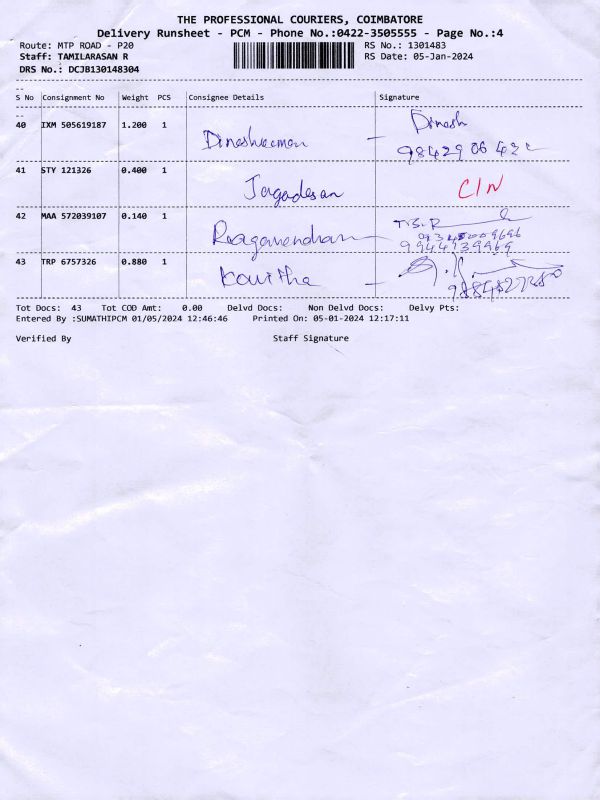 THE PROFESSIONAL COURIERS, COIMBATORE
Delivery Runsheet - PCM - Phone No.:0422-3505555 - Page No.:4
Route: MTP ROAD - P20 RS No.: 1301483
Staff: TAMILARASAN R RS Date: 05-Jan-2024
DRS No.: DCJB130148304
S No Consignment No Weight PCS Consignee Details Signature
40 IXM 505619187 1.200 1 Dinesh
98429 06 422
41 STY 121326 0.400 1 Jagadesan C/N
42 MAA 572039107 0.140 1 T.S.R
9944939969
43 TRP 6757326 0.880 1 Kavitha
Tot Docs: 43 Tot COD Amt: 0.00 Delvd Docs: Non Delvd Docs: Delvy Pts:
Entered By :SUMATHIPCM 01/05/2024 12:46:46 Printed On: 05-01-2024 12:17:11
Verified By Staff Signature